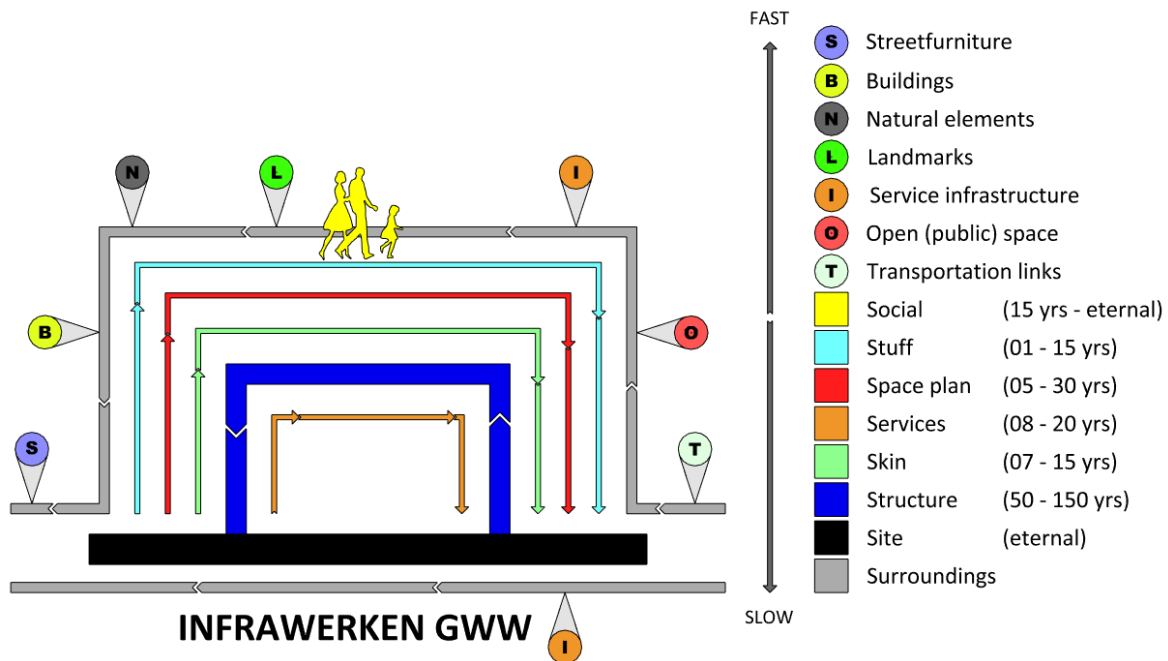 FAST
S Streetfurniture
B Buildings
N Natural elements
L Landmarks
I Service infrastructure
O Open (public) space
T Transportation links
Social (15 yrs - eternal)
Stuff (01 - 15 yrs)
Space plan (05 - 30 yrs)
Services (08 - 20 yrs)
Skin (07 - 15 yrs)
Structure (50 - 150 yrs)
Site (eternal)
Surroundings
SLOW
N
L
I
B
O
S
T
INFRAWERKEN GWW
I